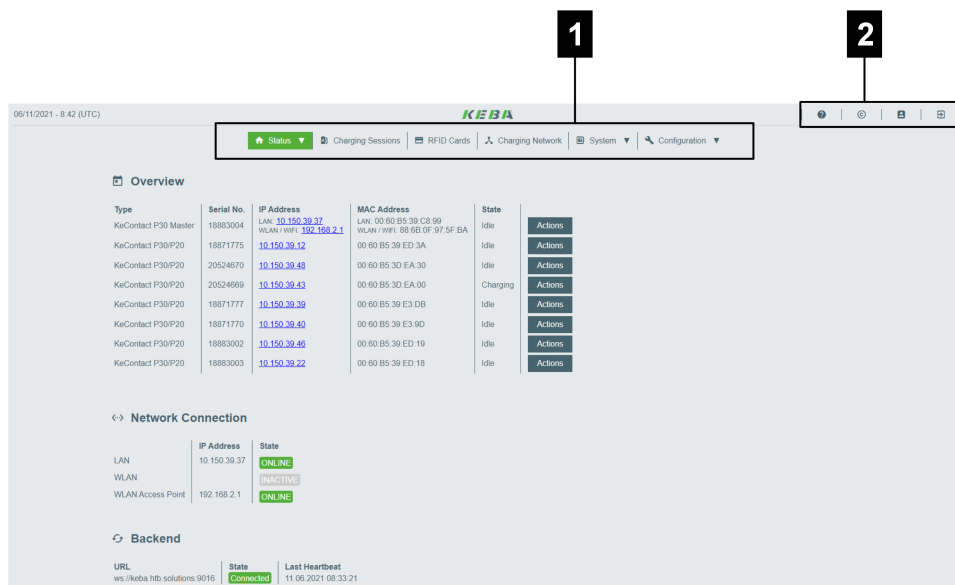 1
2
06/11/2021 - 8:42 (UTC)
KEBA
Status ▼ Charging Sessions RFID Cards Charging Network System ▼ Configuration ▼
Overview
Type Serial No. IP Address MAC Address State
KeContact P30 Master 18883004 LAN: 10.150.39.37 LAN: 00:60:B5:39:C8:99 Idle Actions
WLAN / WIFI: 192.168.2.1 WLAN / WIFI: 88:6B:0F:97:5F:BA
KeContact P30/P20 18871775 10.150.39.12 00:60:B5:39:ED:3A Idle Actions
KeContact P30/P20 20524670 10.150.39.48 00:60:B5:3D:EA:30 Idle Actions
KeContact P30/P20 20524669 10.150.39.43 00:60:B5:3D:EA:00 Charging Actions
KeContact P30/P20 18871777 10.150.39.39 00:60:B5:39:E3:DB Idle Actions
KeContact P30/P20 18871770 10.150.39.40 00:60:B5:39:E3:9D Idle Actions
KeContact P30/P20 18883002 10.150.39.46 00:60:B5:39:ED:19 Idle Actions
KeContact P30/P20 18883003 10.150.39.22 00:60:B5:39:ED:18 Idle Actions
Network Connection
IP Address State
LAN 10.150.39.37 ONLINE
WLAN INACTIVE
WLAN Access Point 192.168.2.1 ONLINE
Backend
URL State Last Heartbeat
ws://keba.htb.solutions:9016 Connected 11.06.2021 08:33:21